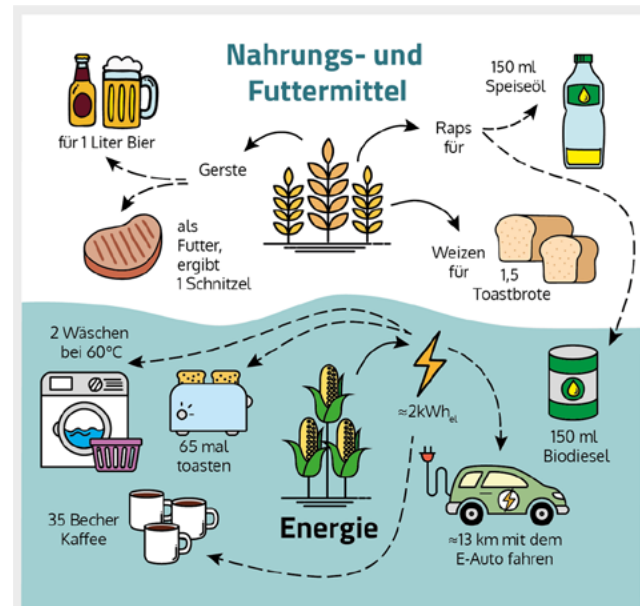 Nahrungs- und
Futtermittel
für 1 Liter Bier
Gerste
als
Futter,
ergibt
1 Schnitzel
Raps
für
150 ml
Speiseöl
Weizen
für
1,5
Toastbrote
2 Wäschen
bei 60°C
65 mal
toasten
35 Becher
Kaffee
Energie
≈2kWhel
150 ml
Biodiesel
≈13 km mit dem
E-Auto fahren